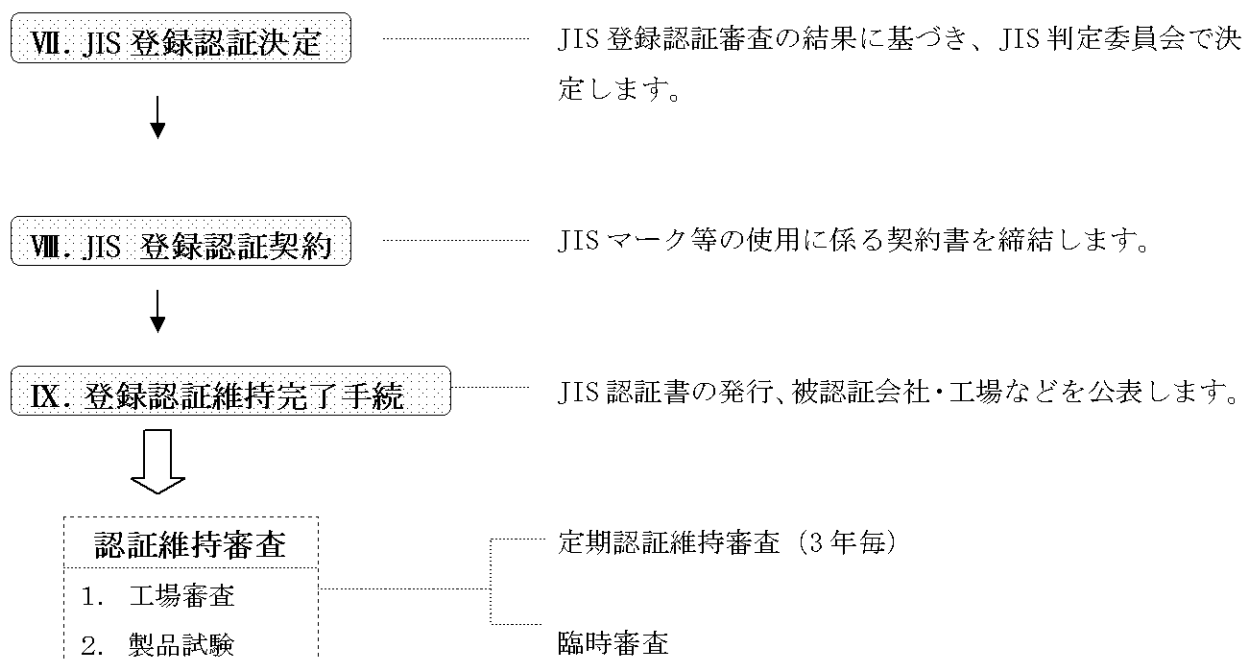 Ⅶ. JIS 登録認証決定
JIS 登録認証審査の結果に基づき、JIS 判定委員会で決
定します。
Ⅷ. JIS 登録認証契約
JIS マーク等の使用に係る契約書を締結します。
Ⅸ. 登録認証維持完了手続
JIS 認証書の発行、被認証会社・工場などを公表します。
認証維持審査
定期認証維持審査（3 年毎）
1. 工場審査
2. 製品試験
臨時審査